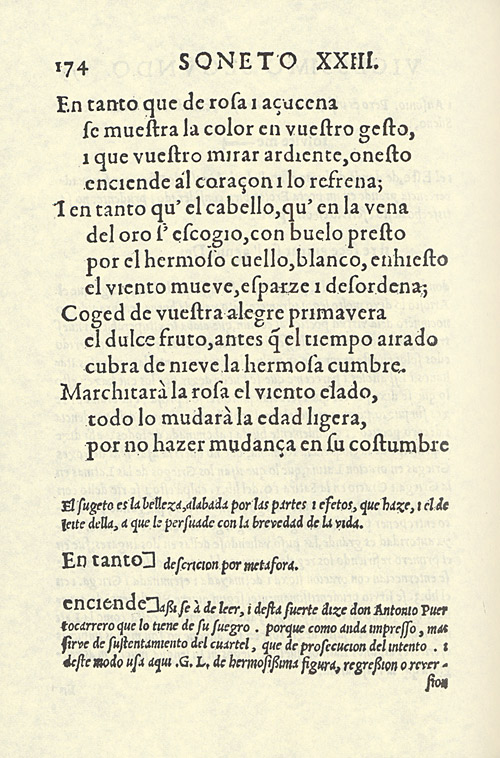 174 SONETO XXIII.
En tanto que de rosa ı açucena
se muestra la color en vuestro gesto,
ı que vuestro mirar ardiente, onesto
enciende ál coraçon ı lo refrena;
I en tanto qu' el cabello, qu' en la vena
del oro s' escogio, con buelo presto
por el hermoso cuello, blanco, enhiesto
el viento mueve, esparze ı desordena;
Coged de vuestra alegre primavera
el dulce fruto, antes q̃ el tiempo aırado
cubra de nieve la hermosa cumbre.
Marchitarà la rosa el viento elado,
todo lo mudarà la edad ligera,
por no hazer mudança en su costumbre
El sugeto es la belleza, alabada por las partes ı efetos, que haze, ı el de
leite della, a que le persuade con la brevedad de la vida.
En tanto] descricion por metafora.
enciende] assi se à de leer, ı desta suerte dize don Antonio Puer
tocarrero que lo tiene de su suegro. porque como anda impresso, mas
sirve de sustentamiento del cuartel, que de prosecucion del intento. ı
deste modo usa aqui .G. L. de hermosissima figura, regression o rever-
sion